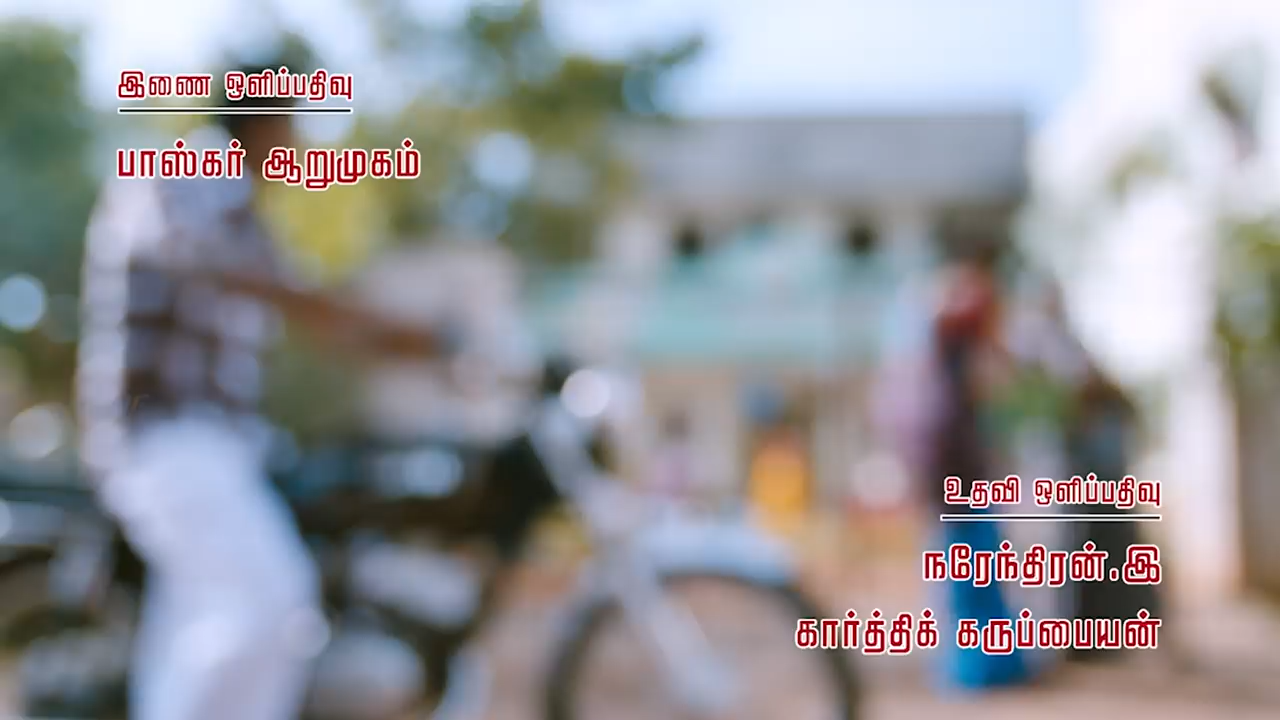 இணை ஒளிப்பதிவு
பாஸ்கர் ஆறுமுகம்
உதவி ஒளிப்பதிவு
நரேந்திரன்.இ
கார்த்திக் கருப்பையன்